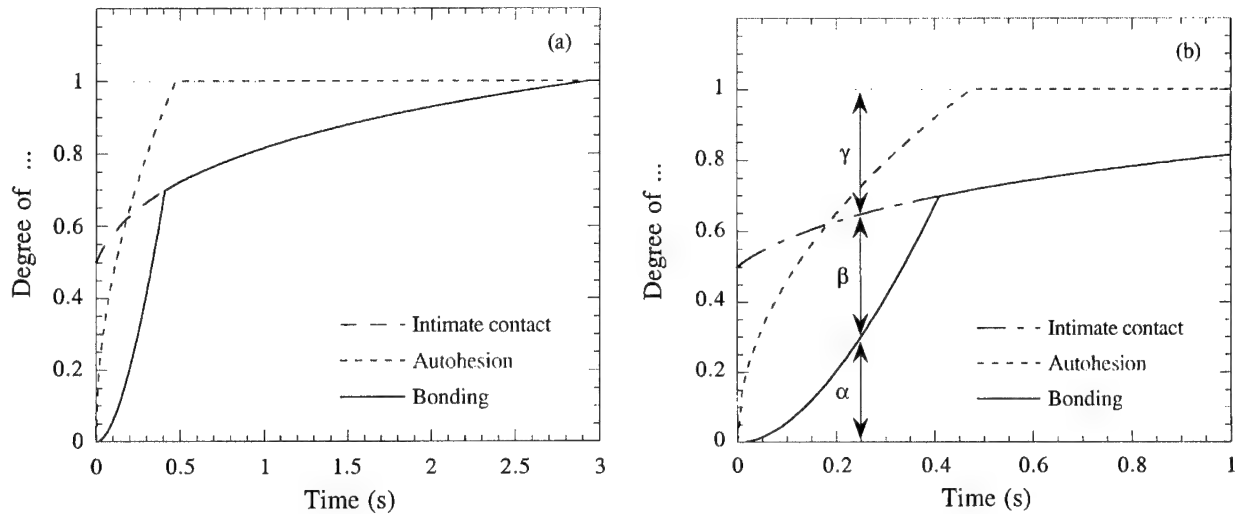 (a)
Degree of ...
1
0.8
0.6
0.4
0.2
0
Intimate contact
Autohesion
Bonding
0 0.5 1 1.5 2 2.5 3
Time (s)
(b)
Degree of ...
1
0.8
0.6
0.4
0.2
0
γ
β
α
Intimate contact
Autohesion
Bonding
0 0.2 0.4 0.6 0.8 1
Time (s)